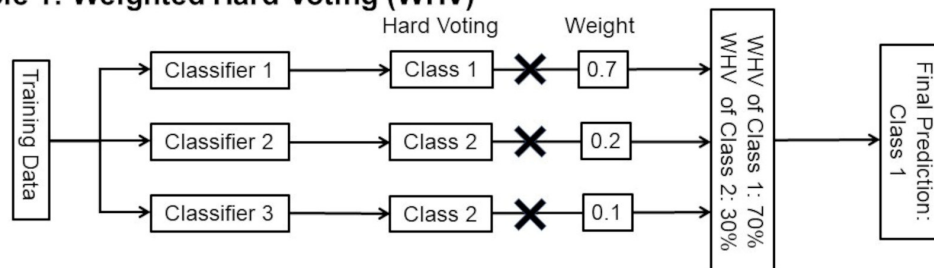 1: Weighted Hard Voting (WHV)
Hard Voting
Weight
Training Data
Classifier 1
Class 1
0.7
Classifier 2
Class 2
0.2
Classifier 3
Class 2
0.1
WHV of Class 1: 70%
WHV of Class 2: 30%
Final Prediction:
Class 1